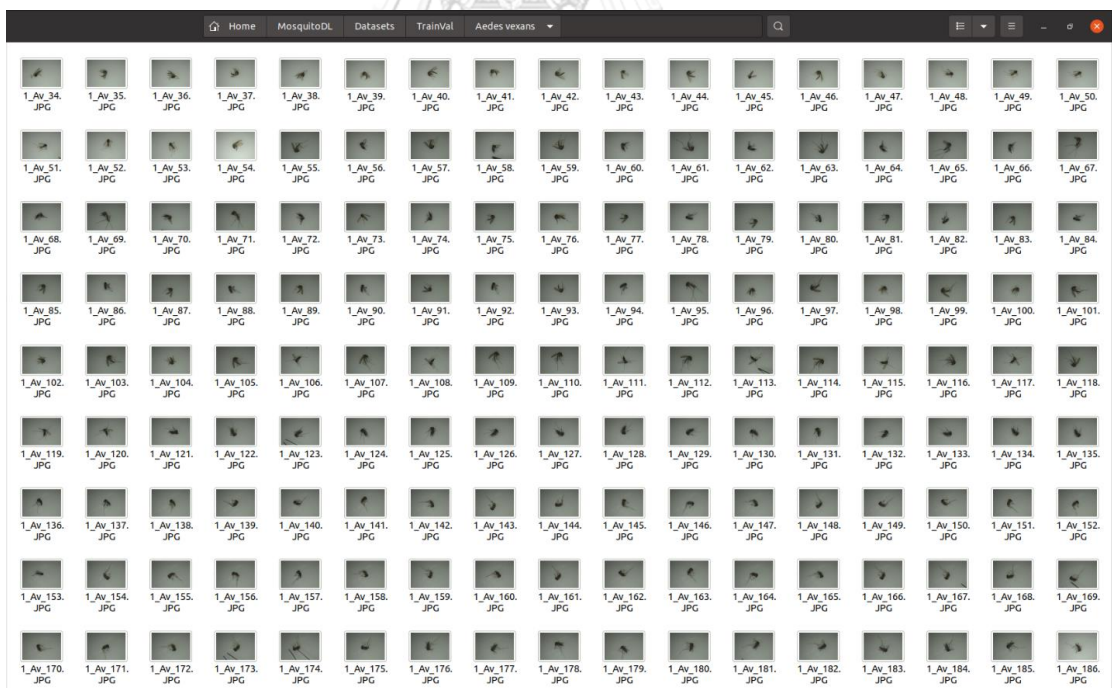 Home MosquitoDL Datasets TrainVal Aedes vexans
1_Av_34. 1_Av_35. 1_Av_36. 1_Av_37. 1_Av_38. 1_Av_39. 1_Av_40. 1_Av_41. 1_Av_42. 1_Av_43. 1_Av_44. 1_Av_45. 1_Av_46. 1_Av_47. 1_Av_48. 1_Av_49. 1_Av_50.
JPG JPG JPG JPG JPG JPG JPG JPG JPG JPG JPG JPG JPG JPG JPG JPG JPG
1_Av_51. 1_Av_52. 1_Av_53. 1_Av_54. 1_Av_55. 1_Av_56. 1_Av_57. 1_Av_58. 1_Av_59. 1_Av_60. 1_Av_61. 1_Av_62. 1_Av_63. 1_Av_64. 1_Av_65. 1_Av_66. 1_Av_67.
JPG JPG JPG JPG JPG JPG JPG JPG JPG JPG JPG JPG JPG JPG JPG JPG JPG
1_Av_68. 1_Av_69. 1_Av_70. 1_Av_71. 1_Av_72. 1_Av_73. 1_Av_74. 1_Av_75. 1_Av_76. 1_Av_77. 1_Av_78. 1_Av_79. 1_Av_80. 1_Av_81. 1_Av_82. 1_Av_83. 1_Av_84.
JPG JPG JPG JPG JPG JPG JPG JPG JPG JPG JPG JPG JPG JPG JPG JPG JPG
1_Av_85. 1_Av_86. 1_Av_87. 1_Av_88. 1_Av_89. 1_Av_90. 1_Av_91. 1_Av_92. 1_Av_93. 1_Av_94. 1_Av_95. 1_Av_96. 1_Av_97. 1_Av_98. 1_Av_99. 1_Av_100. 1_Av_101.
JPG JPG JPG JPG JPG JPG JPG JPG JPG JPG JPG JPG JPG JPG JPG JPG JPG
1_Av_102. 1_Av_103. 1_Av_104. 1_Av_105. 1_Av_106. 1_Av_107. 1_Av_108. 1_Av_109. 1_Av_110. 1_Av_111. 1_Av_112. 1_Av_113. 1_Av_114. 1_Av_115. 1_Av_116. 1_Av_117. 1_Av_118.
JPG JPG JPG JPG JPG JPG JPG JPG JPG JPG JPG JPG JPG JPG JPG JPG JPG
1_Av_119. 1_Av_120. 1_Av_121. 1_Av_122. 1_Av_123. 1_Av_124. 1_Av_125. 1_Av_126. 1_Av_127. 1_Av_128. 1_Av_129. 1_Av_130. 1_Av_131. 1_Av_132. 1_Av_133. 1_Av_134. 1_Av_135.
JPG JPG JPG JPG JPG JPG JPG JPG JPG JPG JPG JPG JPG JPG JPG JPG JPG
1_Av_136. 1_Av_137. 1_Av_138. 1_Av_139. 1_Av_140. 1_Av_141. 1_Av_142. 1_Av_143. 1_Av_144. 1_Av_145. 1_Av_146. 1_Av_147. 1_Av_148. 1_Av_149. 1_Av_150. 1_Av_151. 1_Av_152.
JPG JPG JPG JPG JPG JPG JPG JPG JPG JPG JPG JPG JPG JPG JPG JPG JPG
1_Av_153. 1_Av_154. 1_Av_155. 1_Av_156. 1_Av_157. 1_Av_158. 1_Av_159. 1_Av_160. 1_Av_161. 1_Av_162. 1_Av_163. 1_Av_164. 1_Av_165. 1_Av_166. 1_Av_167. 1_Av_168. 1_Av_169.
JPG JPG JPG JPG JPG JPG JPG JPG JPG JPG JPG JPG JPG JPG JPG JPG JPG
1_Av_170. 1_Av_171. 1_Av_172. 1_Av_173. 1_Av_174. 1_Av_175. 1_Av_176. 1_Av_177. 1_Av_178. 1_Av_179. 1_Av_180. 1_Av_181. 1_Av_182. 1_Av_183. 1_Av_184. 1_Av_185. 1_Av_186.
JPG JPG JPG JPG JPG JPG JPG JPG JPG JPG JPG JPG JPG JPG JPG JPG JPG